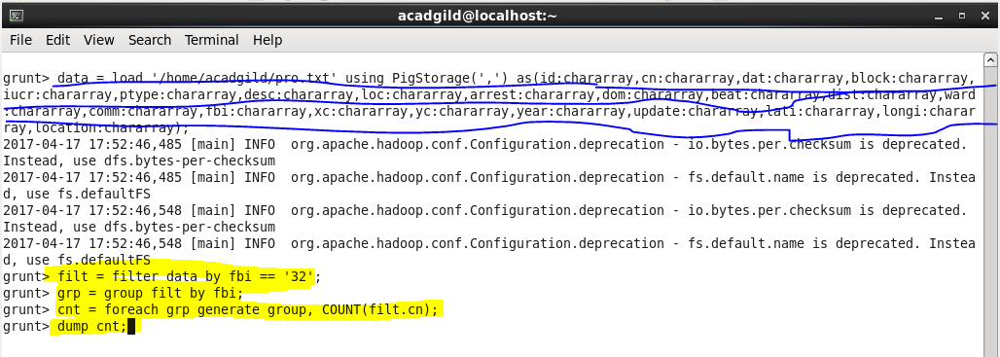 acadgild@localhost:~
File Edit View Search Terminal Help
grunt> data = load '/home/acadgild/pro.txt' using PigStorage(',') as(id:chararray,cn:chararray,dat:chararray,block:chararray,
iucr:chararray,ptype:chararray,desc:chararray,loc:chararray,arrest:chararray,dom:chararray,beat:chararray,dist:chararray,ward
:chararray,comm:chararray,fbi:chararray,xc:chararray,yc:chararray,year:chararray,update:chararray,lati:chararray,longi:charar
ray,location:chararray);
2017-04-17 17:52:46,485 [main] INFO  org.apache.hadoop.conf.Configuration.deprecation - io.bytes.per.checksum is deprecated.
Instead, use dfs.bytes-per-checksum
2017-04-17 17:52:46,485 [main] INFO  org.apache.hadoop.conf.Configuration.deprecation - fs.default.name is deprecated. Instea
d, use fs.defaultFS
2017-04-17 17:52:46,548 [main] INFO  org.apache.hadoop.conf.Configuration.deprecation - io.bytes.per.checksum is deprecated.
Instead, use dfs.bytes-per-checksum
2017-04-17 17:52:46,548 [main] INFO  org.apache.hadoop.conf.Configuration.deprecation - fs.default.name is deprecated. Instea
d, use fs.defaultFS
grunt> filt = filter data by fbi == '32';
grunt> grp = group filt by fbi;
grunt> cnt = foreach grp generate group, COUNT(filt.cn);
grunt> dump cnt;